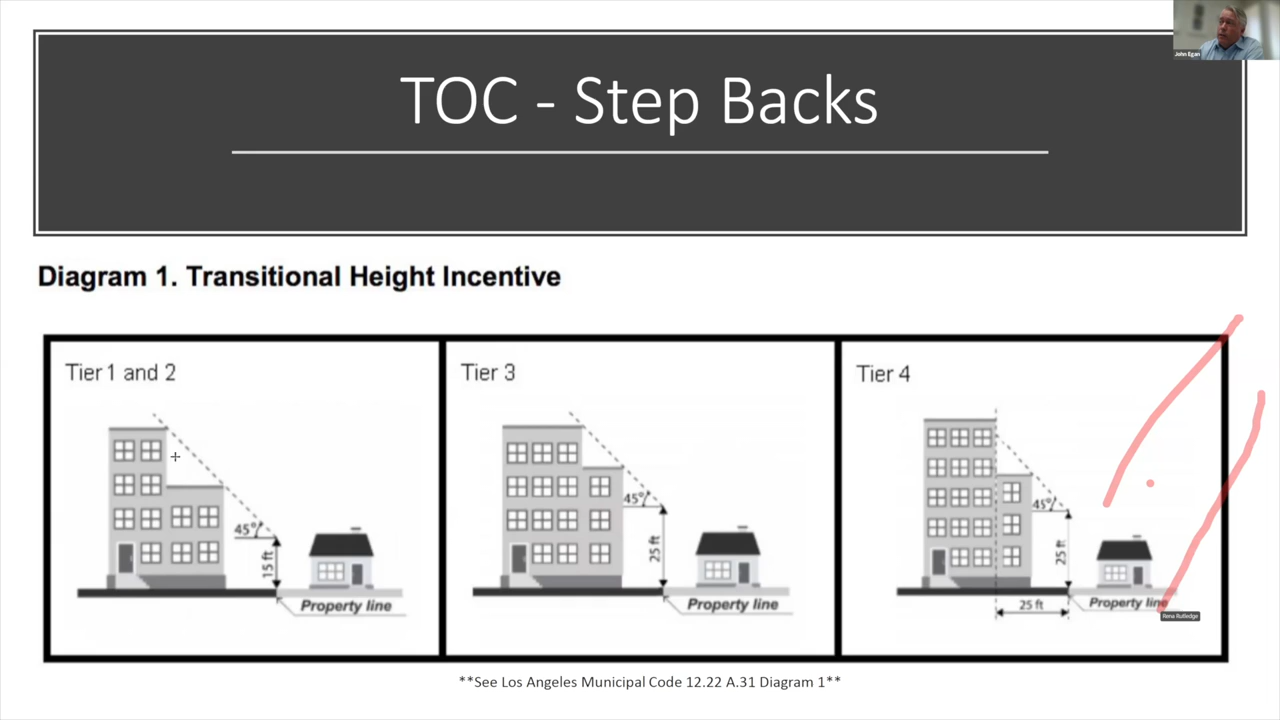 John Egan
TOC - Step Backs
Diagram 1. Transitional Height Incentive
Tier 1 and 2
45°
15 ft
Property line
Tier 3
45°
25 ft
Property line
Tier 4
45°
25 ft
25 ft
Property line
Rena Rutledge
**See Los Angeles Municipal Code 12.22 A.31 Diagram 1**